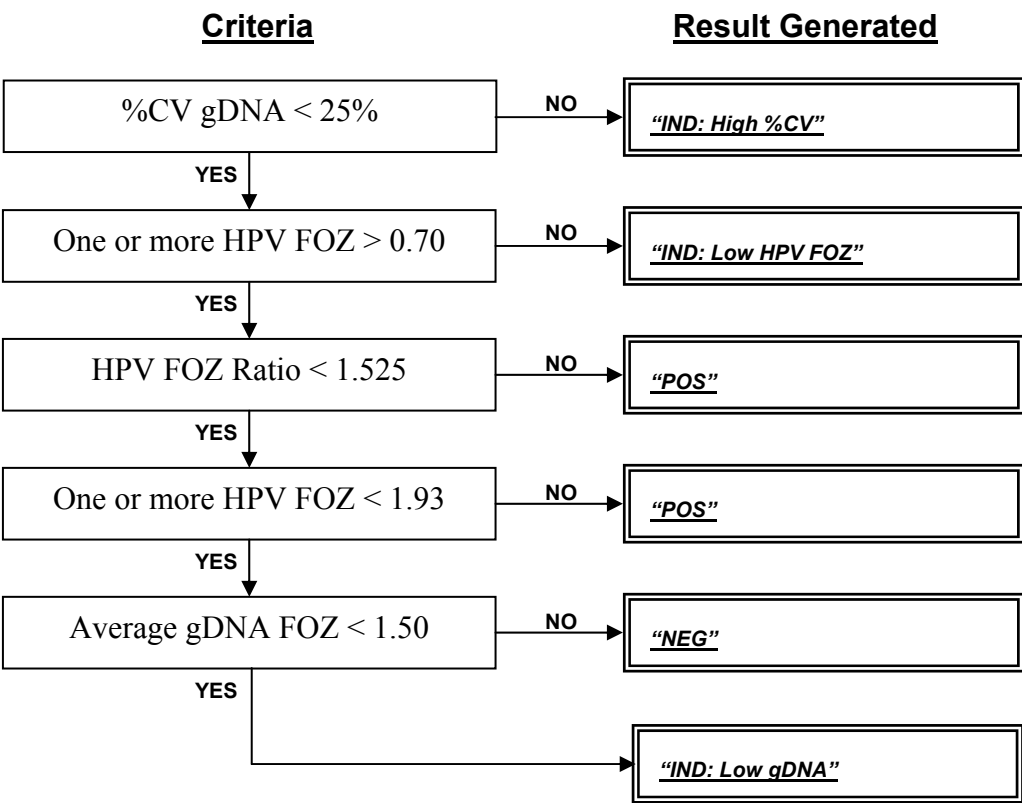 Criteria
Result Generated
%CV gDNA < 25%
NO
“IND: High %CV”
YES
One or more HPV FOZ > 0.70
NO
“IND: Low HPV FOZ”
YES
HPV FOZ Ratio < 1.525
NO
“POS”
YES
One or more HPV FOZ < 1.93
NO
“POS”
YES
Average gDNA FOZ < 1.50
NO
“NEG”
YES
“IND: Low gDNA”